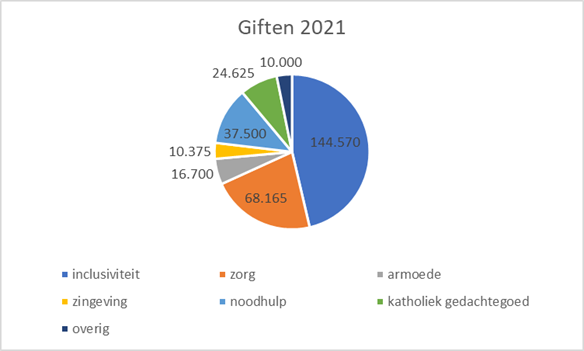 Giften 2021
10.000
24.625
37.500
144.570
10.375
16.700
68.165
inclusiviteit zorg armoede
zingeving noodhulp katholiek gedachtegoed
overig